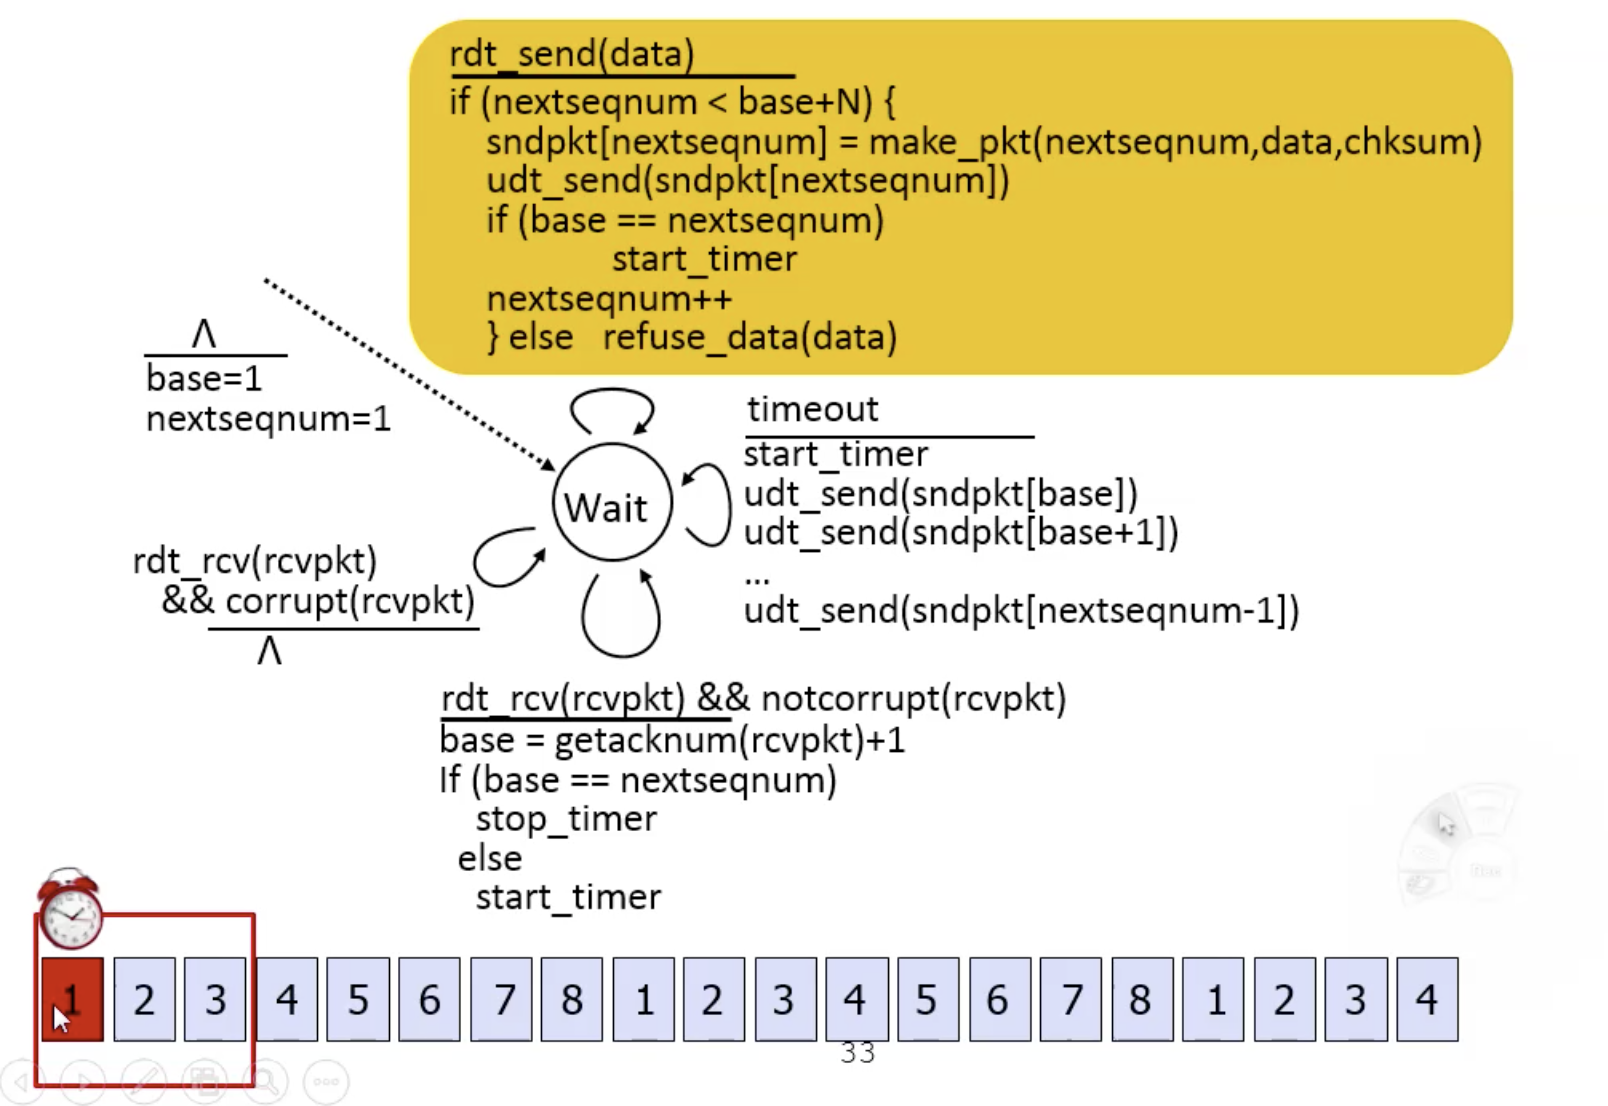 rdt_send(data)
if (nextseqnum < base+N) {
sndpkt[nextseqnum] = make_pkt(nextseqnum,data,chksum)
udt_send(sndpkt[nextseqnum])
if (base == nextseqnum)
start_timer
nextseqnum++
} else refuse_data(data)
Λ
base=1
nextseqnum=1
Wait
timeout
start_timer
udt_send(sndpkt[base])
udt_send(sndpkt[base+1])
...
udt_send(sndpkt[nextseqnum-1])
rdt_rcv(rcvpkt)
&& corrupt(rcvpkt)
Λ
rdt_rcv(rcvpkt) && notcorrupt(rcvpkt)
base = getacknum(rcvpkt)+1
If (base == nextseqnum)
stop_timer
else
start_timer
1 2 3 4 5 6 7 8 1 2 3 4 5 6 7 8 1 2 3 4
33